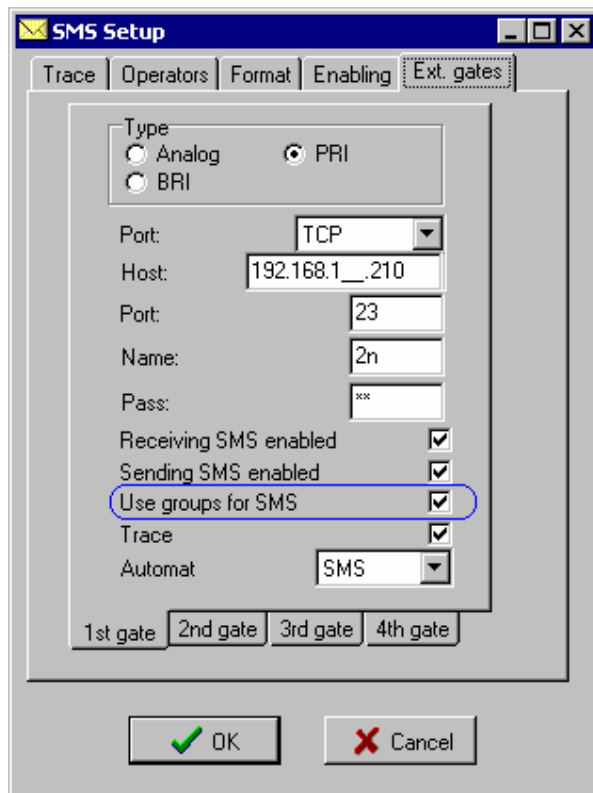 SMS Setup
Trace Operators Format Enabling Ext. gates
Type
Analog PRI
BRI
Port: TCP
Host: 192.168.1__.210
Port: 23
Name: 2n
Pass: **
Receiving SMS enabled
Sending SMS enabled
Use groups for SMS
Trace
Automat SMS
1st gate 2nd gate 3rd gate 4th gate
OK Cancel